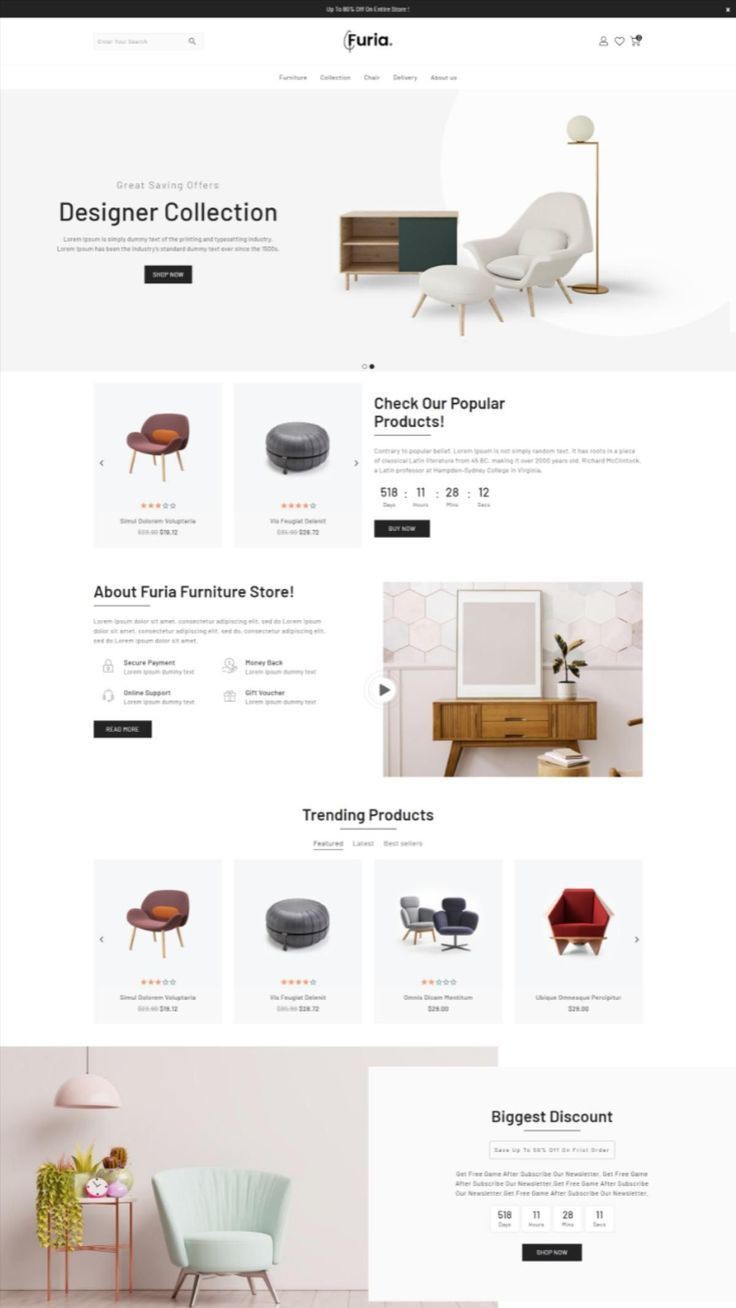 Up To 80% Off On Entire Store !
x
Enter Your Search
Furia.
0
Furniture Collection Chair Delivery About us
Great Saving Offers
Designer Collection
Lorem Ipsum is simply dummy text of the printing and typesetting industry.
Lorem Ipsum has been the industry's standard dummy text ever since the 1500s.
SHOP NOW
Simul Dolorem Voluptaria
$23.90 $19.12
Vis Feugiat Delenit
$35.90 $28.72
Check Our Popular
Products!
Contrary to popular belief, Lorem Ipsum is not simply random text. It has roots in a piece
of classical Latin literature from 45 BC, making it over 2000 years old. Richard McClintock,
a Latin professor at Hampden-Sydney College in Virginia.
518 : 11 : 28 : 12
Days Hours Mins Secs
BUY NOW
About Furia Furniture Store!
Lorem ipsum dolor sit amet, consectetur adipiscing elit, sed do Lorem ipsum
dolor sit amet, consectetur adipiscing elit, sed do, consectetur adipiscing elit,
sed do Lorem ipsum dolor sit amet.
Secure Payment
Lorem Ipsum dummy text
Money Back
Lorem Ipsum dummy text
Online Support
Lorem Ipsum dummy text
Gift Voucher
Lorem Ipsum dummy text
READ MORE
Trending Products
Featured Latest Best sellers
Simul Dolorem Voluptaria
$23.90 $19.12
Vis Feugiat Delenit
$35.90 $28.72
Omnis Dicam Mentitum
$29.00
Ubique Omnesque Percipitur
$29.00
Biggest Discount
Save Up To 50% Off On Frist Order
Get Free Game After Subscribe Our Newsletter, Get Free Game
After Subscribe Our Newsletter,Get Free Game After Subscribe
Our Newsletter,Get Free Game After Subscribe Our Newsletter.
518 11 28 11
Days Hours Mins Secs
SHOP NOW